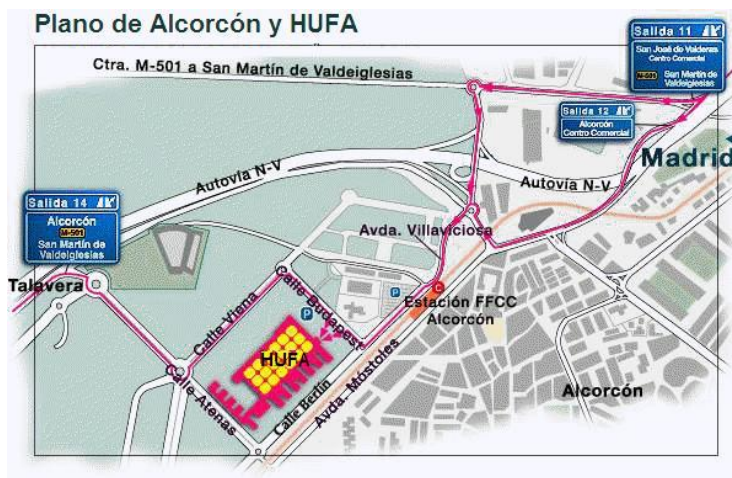 Plano de Alcorcón y HUFA
Salida 11
San José de Valderas
Centro Comercial
M-501 San Martín de
Valdeiglesias
Ctra. M-501 a San Martín de Valdeiglesias
Salida 12
Alcorcón
Centro Comercial
Madrid
Autovía N-V
Autovía N-V
Salida 14
Alcorcón
M-501
San Martín de
Valdeiglesias
Avda. Villaviciosa
Talavera
Calle Budapest
Calle Viena
P
P
C
Estación FFCC
Alcorcón
HUFA
Calle Atenas
Calle Berlín
Avda. Móstoles
Alcorcón